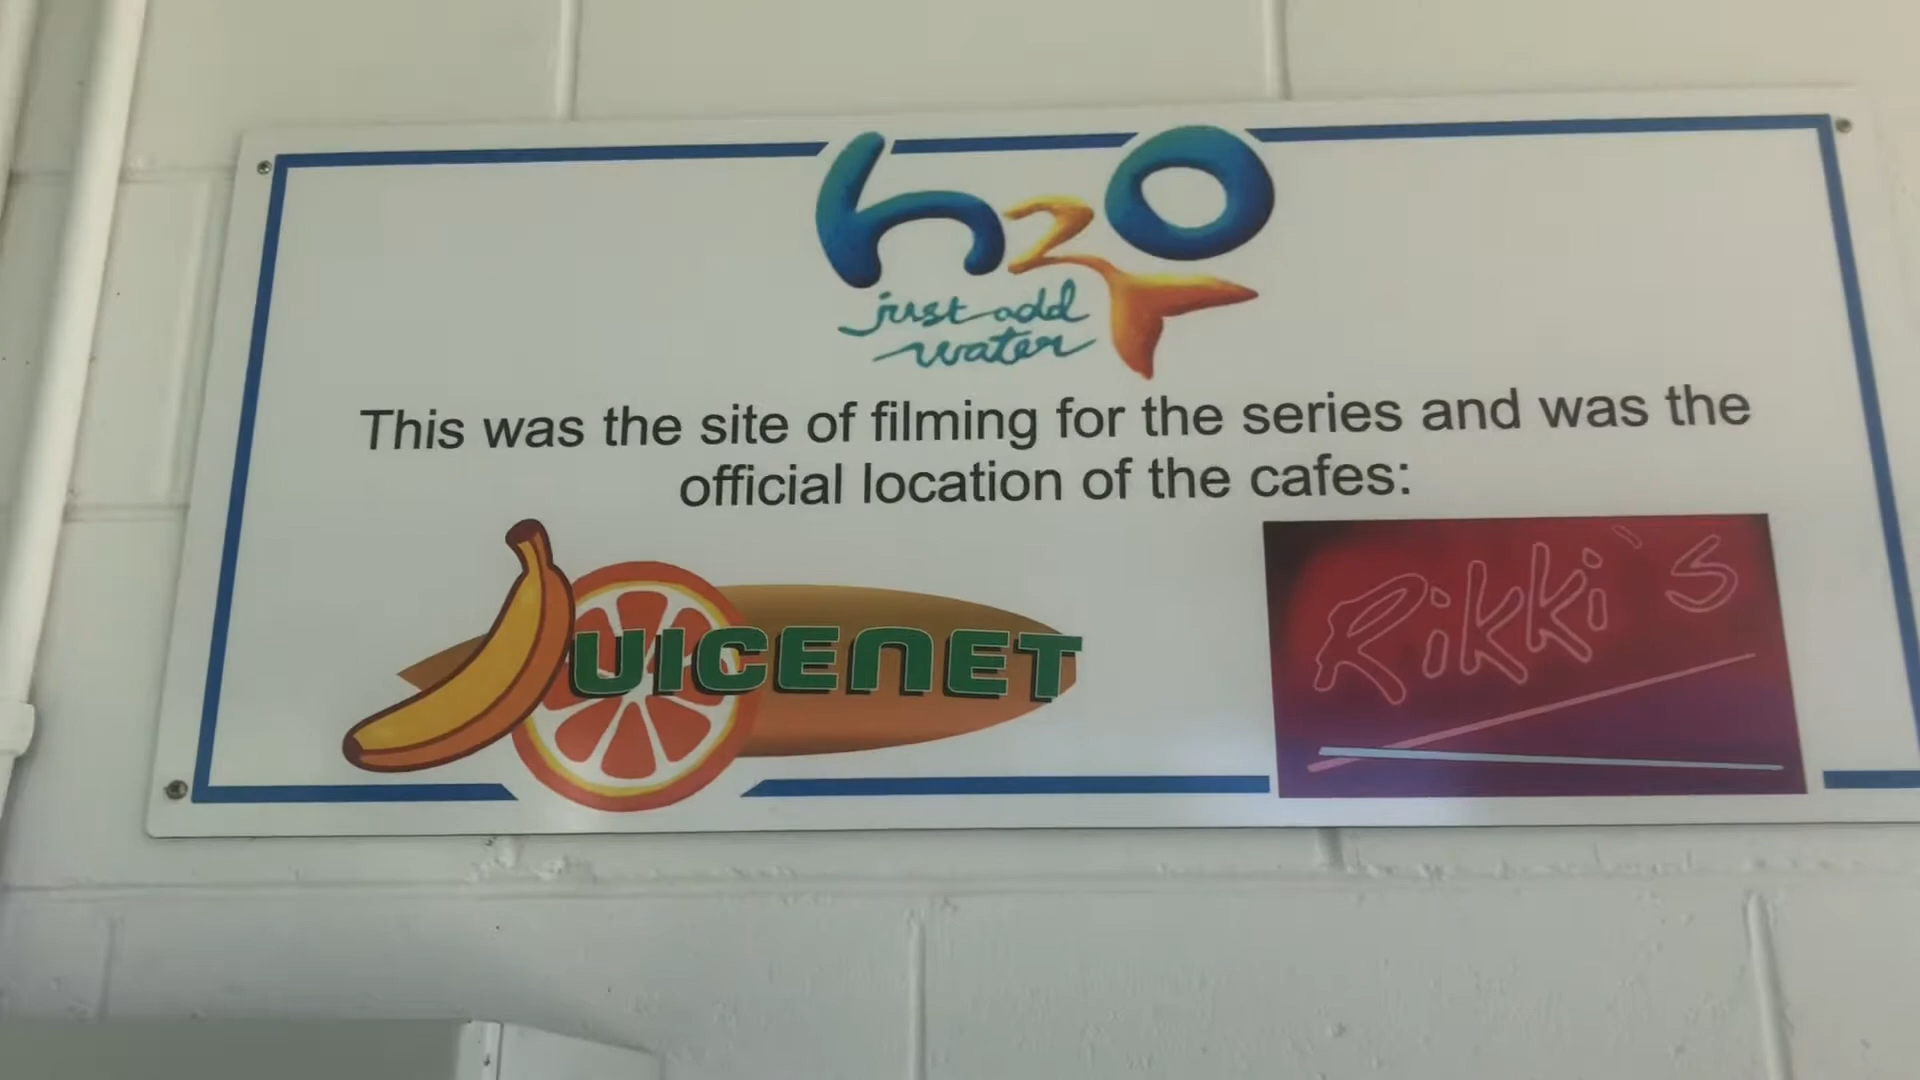 h2O
just add
water
This was the site of filming for the series and was the
official location of the cafes:
JUICENET
Rikki`s